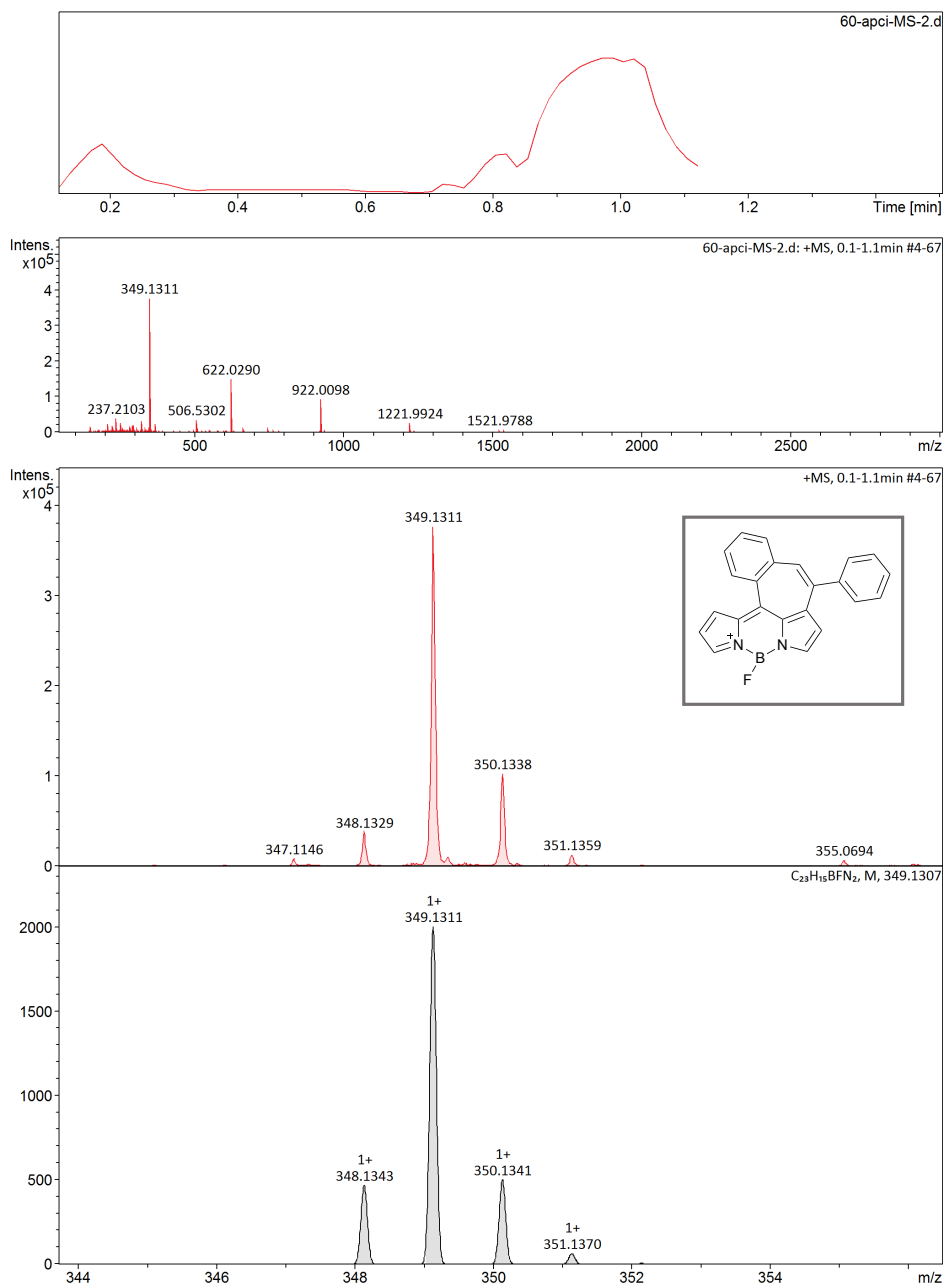 60-apci-MS-2.d
0.2 0.4 0.6 0.8 1.0 1.2 Time [min]
Intens.
x10⁵
60-apci-MS-2.d: +MS, 0.1-1.1min #4-67
4
349.1311
3
2
622.0290
1
922.0098
237.2103
506.5302
1221.9924
1521.9788
0
500 1000 1500 2000 2500 m/z
Intens.
x10⁵
+MS, 0.1-1.1min #4-67
4
349.1311
3
2
N
+
B
N
F
1
350.1338
348.1329
347.1146
351.1359
355.0694
0
C₂₃H₁₅BFN₂, M, 349.1307
1+
349.1311
2000
1500
1000
1+
348.1343
1+
350.1341
500
1+
351.1370
0
344 346 348 350 352 354 m/z